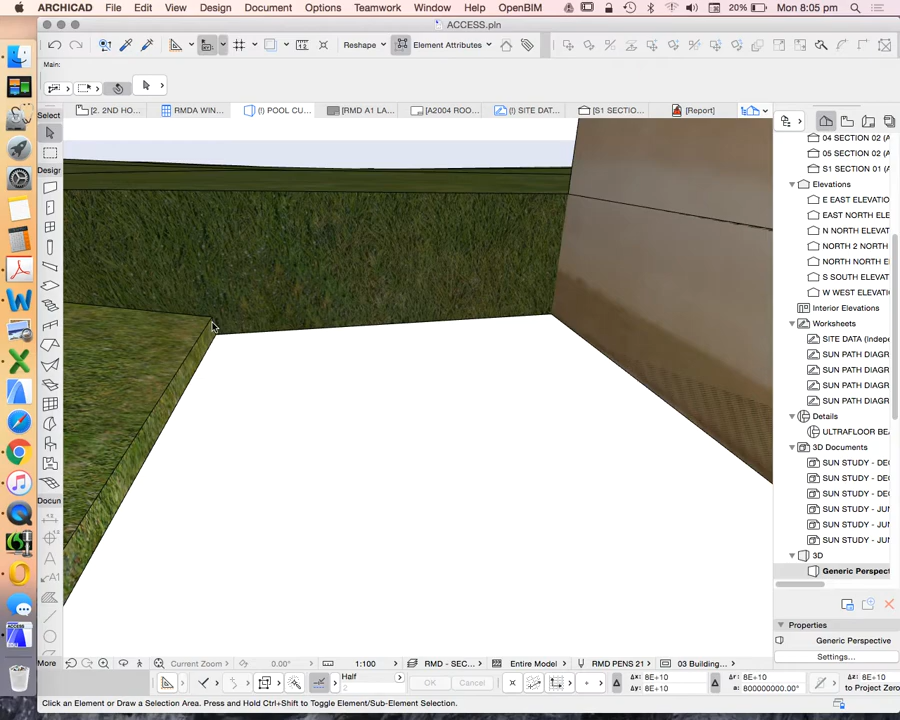 ARCHICAD File Edit View Design Document Options Teamwork Window Help OpenBIM 20% Mon 8:05 pm
ACCESS.pln
Reshape Element Attributes
Main:
[2. 2ND HO... RMDA WIN... (!) POOL CU... [RMD A1 LA... [A2004 ROO... (!) SITE DAT... [S1 SECTIO... [Report]
Select
Design
Docun
More
04 SECTION 02 (A
05 SECTION 02 (A
S1 SECTION 01 (A
Elevations
E EAST ELEVATIO
EAST NORTH ELE
N NORTH ELEVAT
NORTH 2 NORTH
NORTH NORTH EL
S SOUTH ELEVAT
W WEST ELEVATIO
Interior Elevations
Worksheets
SITE DATA (Indepe
SUN PATH DIAGR
SUN PATH DIAGR
SUN PATH DIAGR
SUN PATH DIAGR
Details
ULTRAFLOOR BEA
3D Documents
SUN STUDY - DEC
SUN STUDY - DEC
SUN STUDY - DEC
SUN STUDY - JUN
SUN STUDY - JUN
SUN STUDY - JUN
3D
Generic Perspect
Properties
Generic Perspective
Settings...
Current Zoom 0.00° 1:100 RMD - SEC... Entire Model RMD PENS 21 03 Building...
Half
2
OK Cancel
Δx: 8E+10
Δy: 8E+10
r: 8E+10
a: 800000000.00°
: 8E+10
to Project Zero
Click an Element or Draw a Selection Area. Press and Hold Ctrl+Shift to Toggle Element/Sub-Element Selection.